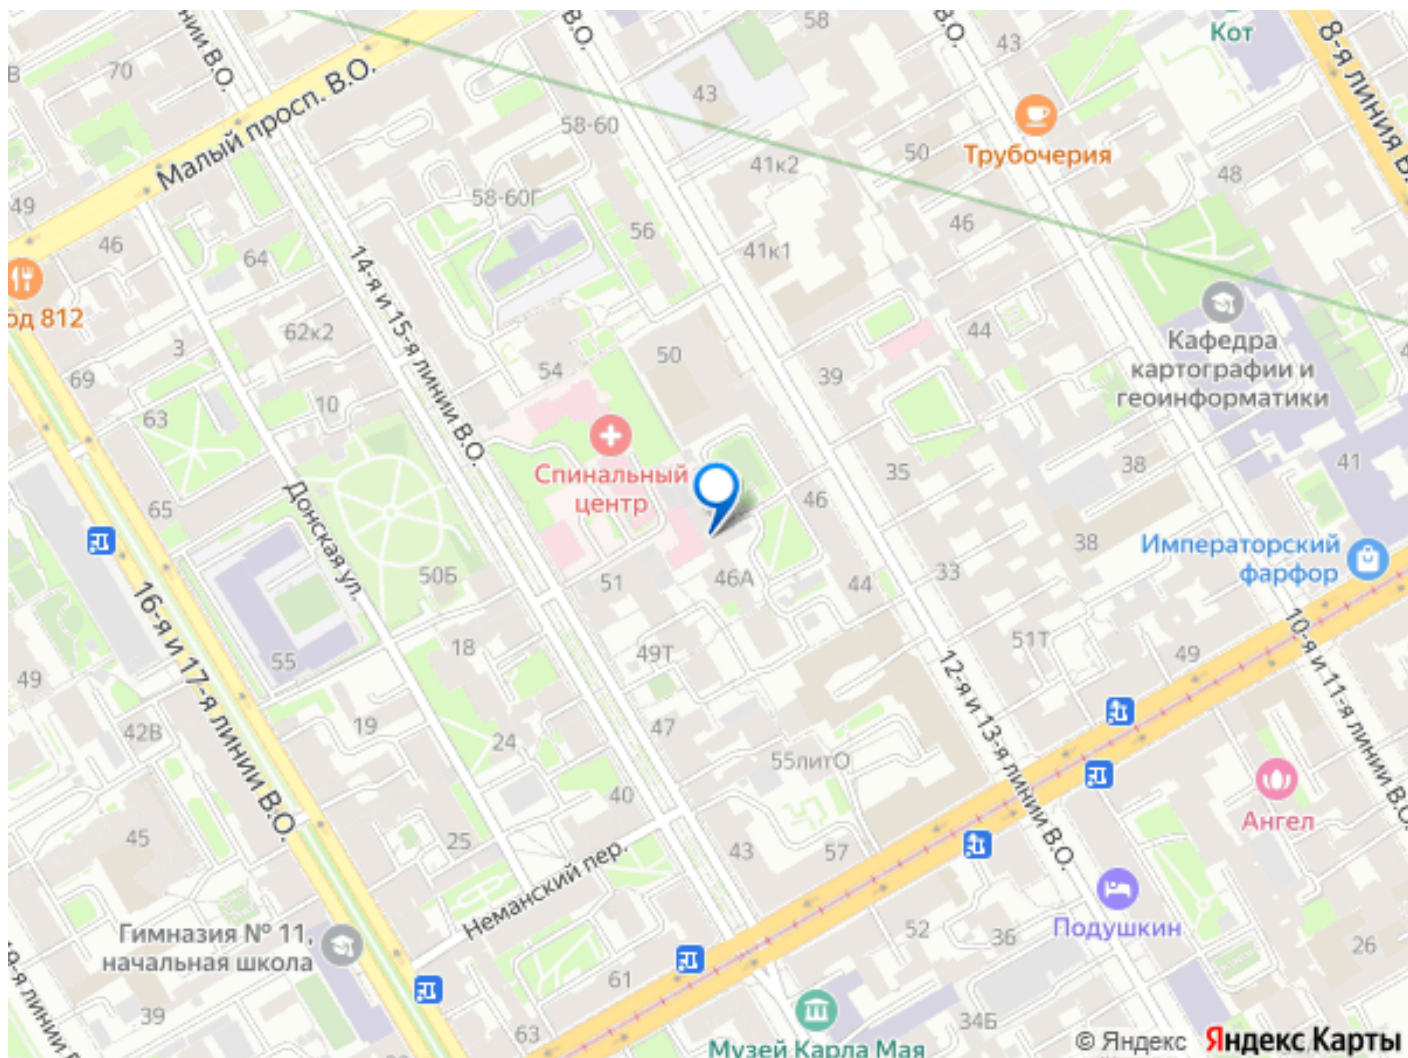 58
В.О.
В.О.
43
Кот
8-я линия В.
линии В.О.
70
В
Малый просп. В.О.
43
58-60
41к2
50
Трубочерия
48
58-60Г
49
46
64
56
46
41к1
14-я и 15-я линии В.О.
од 812
62к2
3
69
54
50
39
44
Кафедра
картографии и
геоинформатики
63
10
Спинальный
центр
35
38
41
65
46
Донская ул.
38
Императорский
фарфор
50Б
51
46А
44
33
16-я и 17-я линии В.О.
55
18
49Т
51Т
49
10-я и 11-я линии В.О.
12-я и 13-я линии В.О.
49
42В
19
24
47
55литО
40
Ангел
45
25
43
57
Неманский пер.
Подушкин
Гимназия № 11,
начальная школа
52
36
26
61
39
63
34Б
19-я линии
Музей Карла Мая
© Яндекс Яндекс Карты